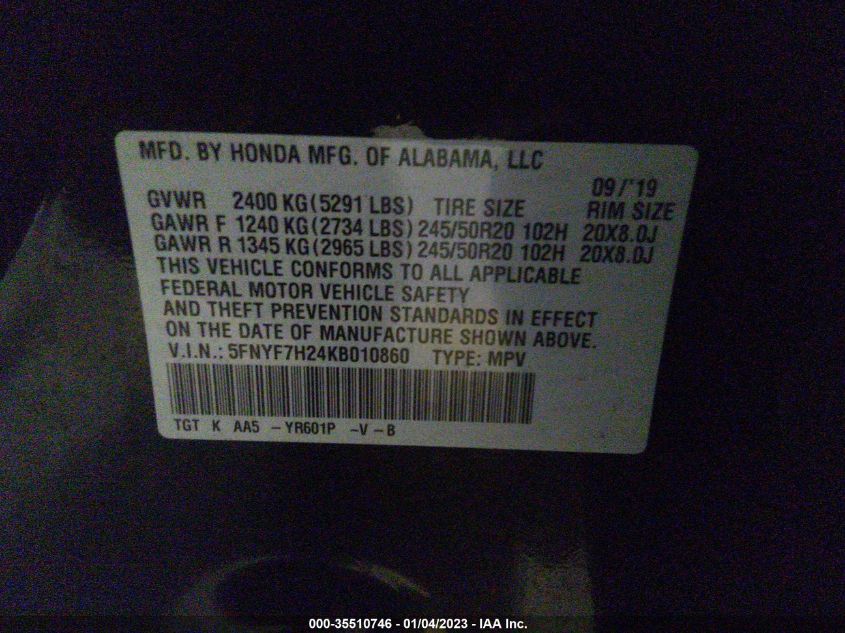 MFD. BY HONDA MFG. OF ALABAMA, LLC
09/'19
GVWR 2400 KG(5291 LBS) TIRE SIZE RIM SIZE
GAWR F 1240 KG(2734 LBS) 245/50R20 102H 20X8.0J
GAWR R 1345 KG(2965 LBS) 245/50R20 102H 20X8.0J
THIS VEHICLE CONFORMS TO ALL APPLICABLE
FEDERAL MOTOR VEHICLE SAFETY
AND THEFT PREVENTION STANDARDS IN EFFECT
ON THE DATE OF MANUFACTURE SHOWN ABOVE.
V.I.N.: 5FNYF7H24KB010860 TYPE: MPV
TGT K AA5 -YR601P -V-B
000-35510746 - 01/04/2023 - IAA Inc.